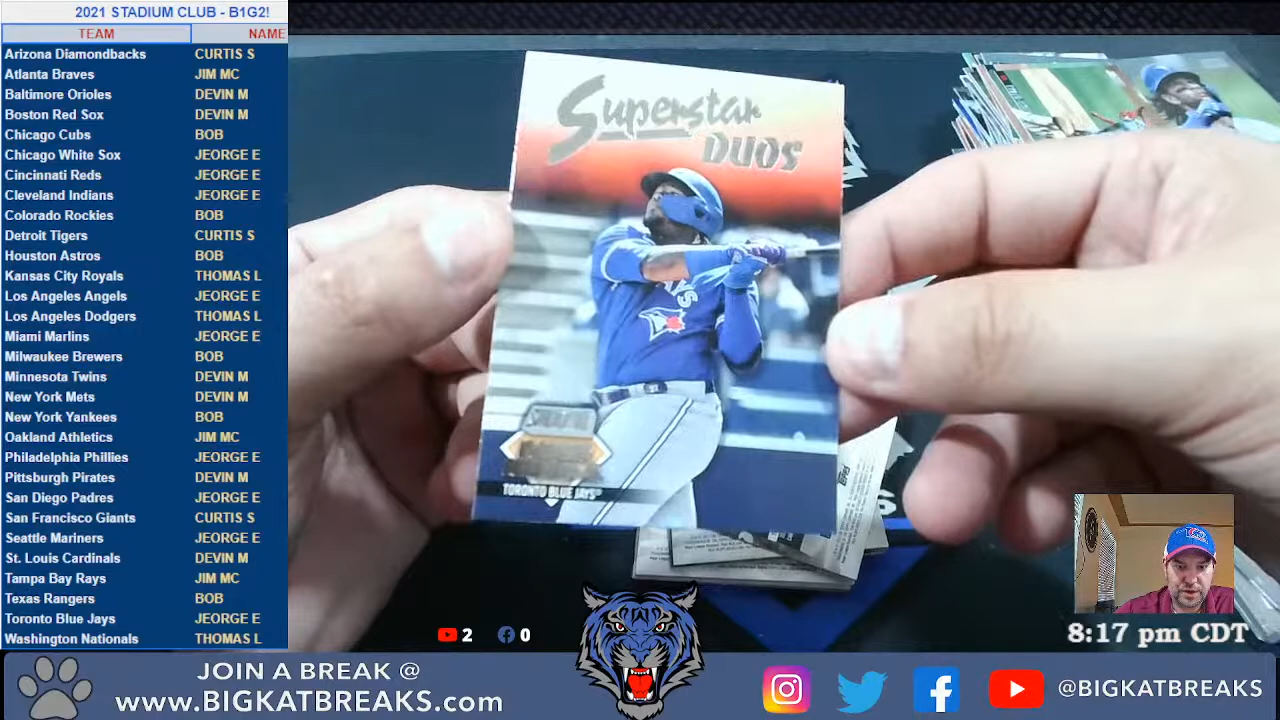 2021 STADIUM CLUB - B1G2!
TEAM NAME
Arizona Diamondbacks CURTIS S
Atlanta Braves JIM MC
Baltimore Orioles DEVIN M
Boston Red Sox DEVIN M
Chicago Cubs BOB
Chicago White Sox JEORGE E
Cincinnati Reds JEORGE E
Cleveland Indians JEORGE E
Colorado Rockies BOB
Detroit Tigers CURTIS S
Houston Astros BOB
Kansas City Royals THOMAS L
Los Angeles Angels JEORGE E
Los Angeles Dodgers THOMAS L
Miami Marlins JEORGE E
Milwaukee Brewers BOB
Minnesota Twins DEVIN M
New York Mets DEVIN M
New York Yankees BOB
Oakland Athletics JIM MC
Philadelphia Phillies JEORGE E
Pittsburgh Pirates DEVIN M
San Diego Padres JEORGE E
San Francisco Giants CURTIS S
Seattle Mariners JEORGE E
St. Louis Cardinals DEVIN M
Tampa Bay Rays JIM MC
Texas Rangers BOB
Toronto Blue Jays JEORGE E
Washington Nationals THOMAS L
Superstar
DUOS
TORONTO BLUE JAYS
2 0
8:17 pm CDT
JOIN A BREAK @
www.BIGKATBREAKS.com
@BIGKATBREAKS